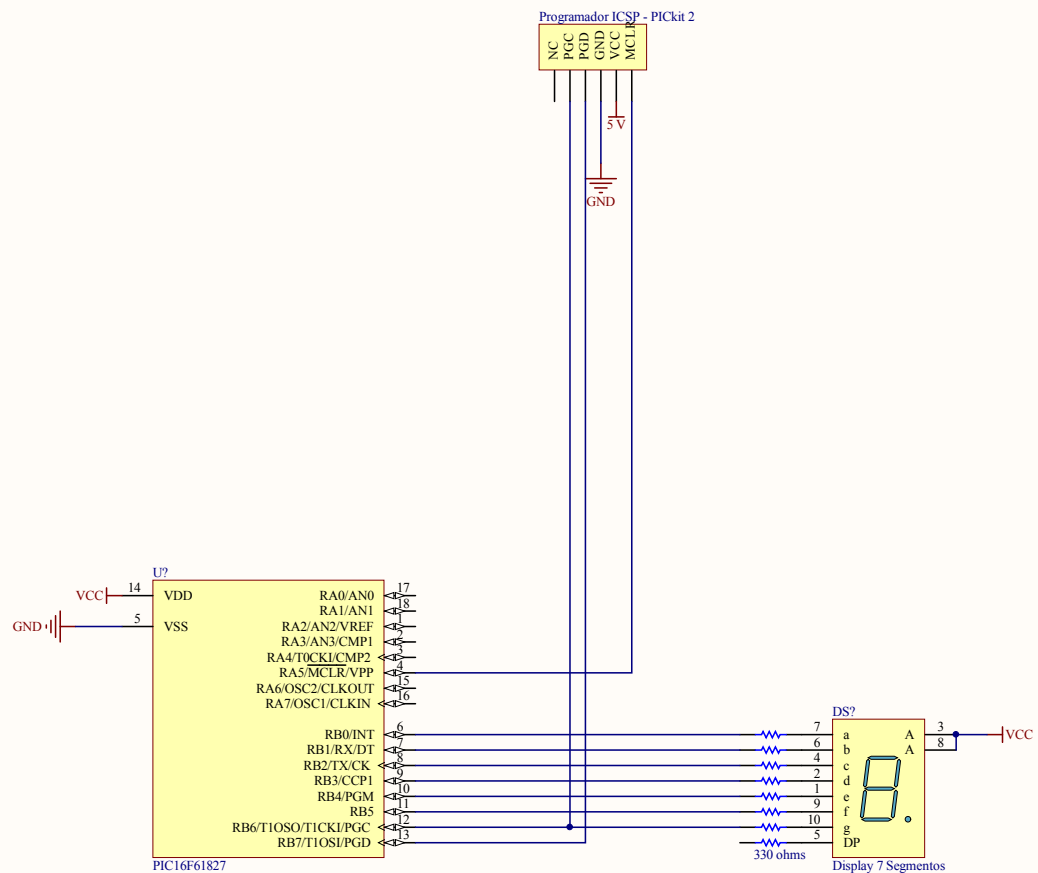 Programador ICSP - PICkit 2
NC
PGC
PGD
GND
VCC
MCLR
5 V
GND
U?
VCC 14 VDD
GND 5 VSS
RA0/AN0 17
RA1/AN1 18
RA2/AN2/VREF 1
RA3/AN3/CMP1 2
RA4/T0CKI/CMP2 3
RA5/MCLR/VPP 4
RA6/OSC2/CLKOUT 15
RA7/OSC1/CLKIN 16
RB0/INT 6
RB1/RX/DT 7
RB2/TX/CK 8
RB3/CCP1 9
RB4/PGM 10
RB5 11
RB6/T1OSO/T1CKI/PGC 12
RB7/T1OSI/PGD 13
PIC16F61827
DS?
7 a A 3 VCC
6 b A 8
4 c
2 d
1 e
9 f
10 g
5 DP
330 ohms
Display 7 Segmentos